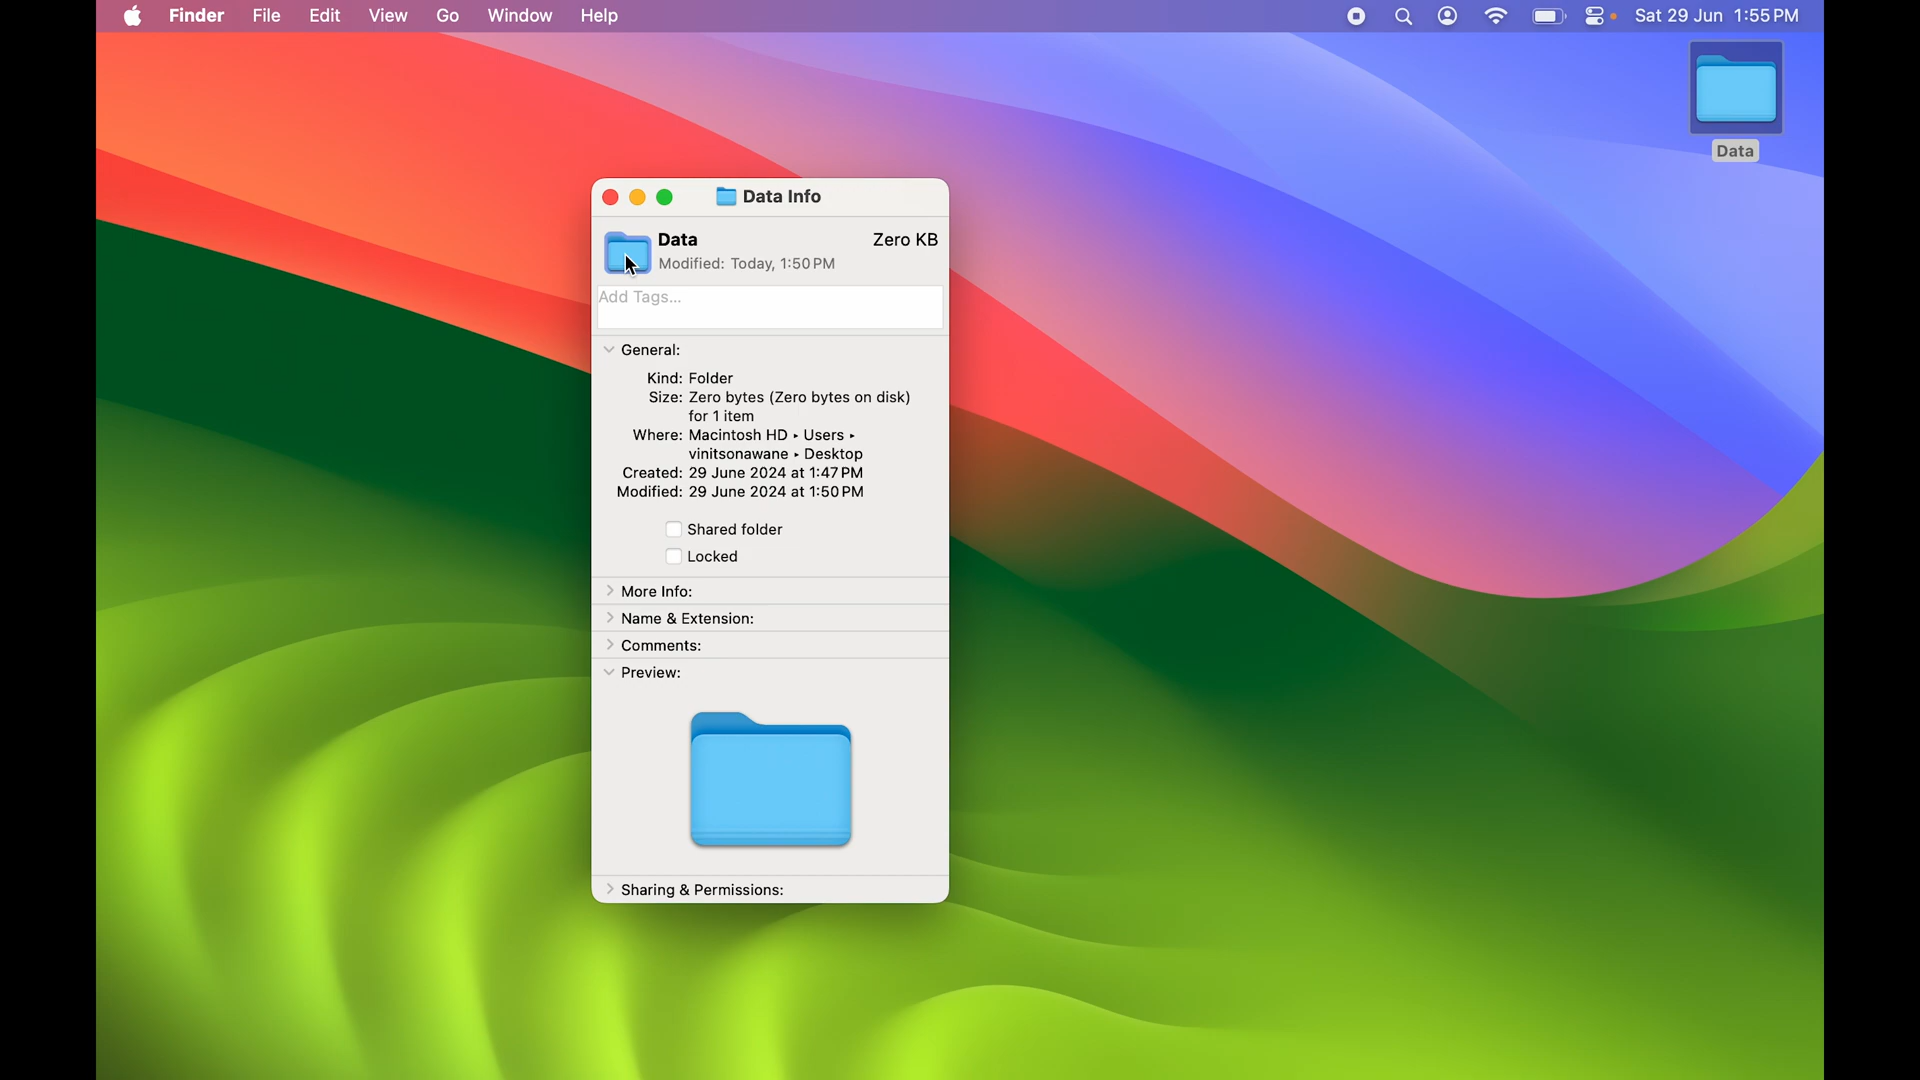 Finder File Edit View Go Window Help Sat 29 Jun 1:55 PM
Data
Data Info
Data Zero KB
Modified: Today, 1:50 PM
Add Tags...
General:
Kind: Folder
Size: Zero bytes (Zero bytes on disk)
for 1 item
Where: Macintosh HD ▸ Users ▸
vinitsonawane ▸ Desktop
Created: 29 June 2024 at 1:47 PM
Modified: 29 June 2024 at 1:50 PM
Shared folder
Locked
More Info:
Name & Extension:
Comments:
Preview:
Sharing & Permissions: